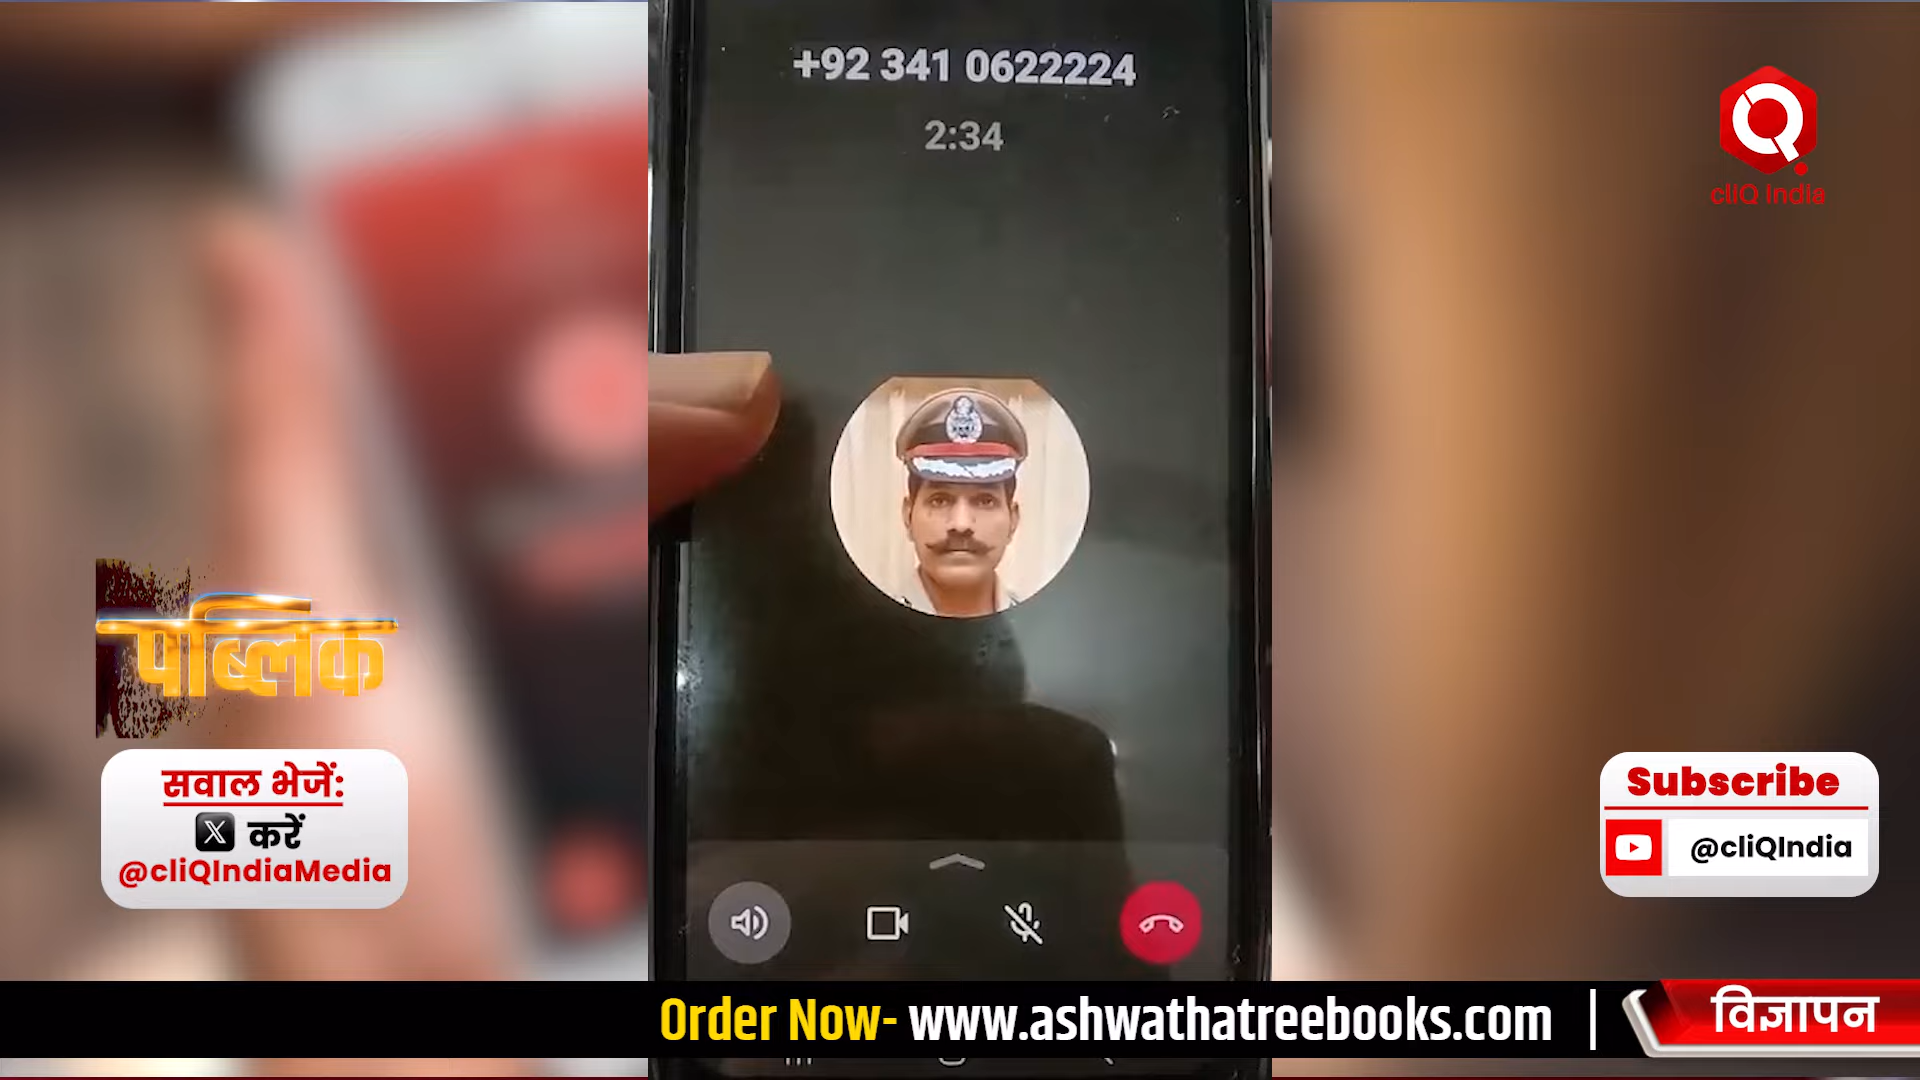 +92 341 0622224
2:34
cliQ India
पब्लिक
सवाल भेजें:
X करें
@cliQIndiaMedia
Subscribe
@cliQIndia
Order Now- www.ashwathatreebooks.com
विज्ञापन